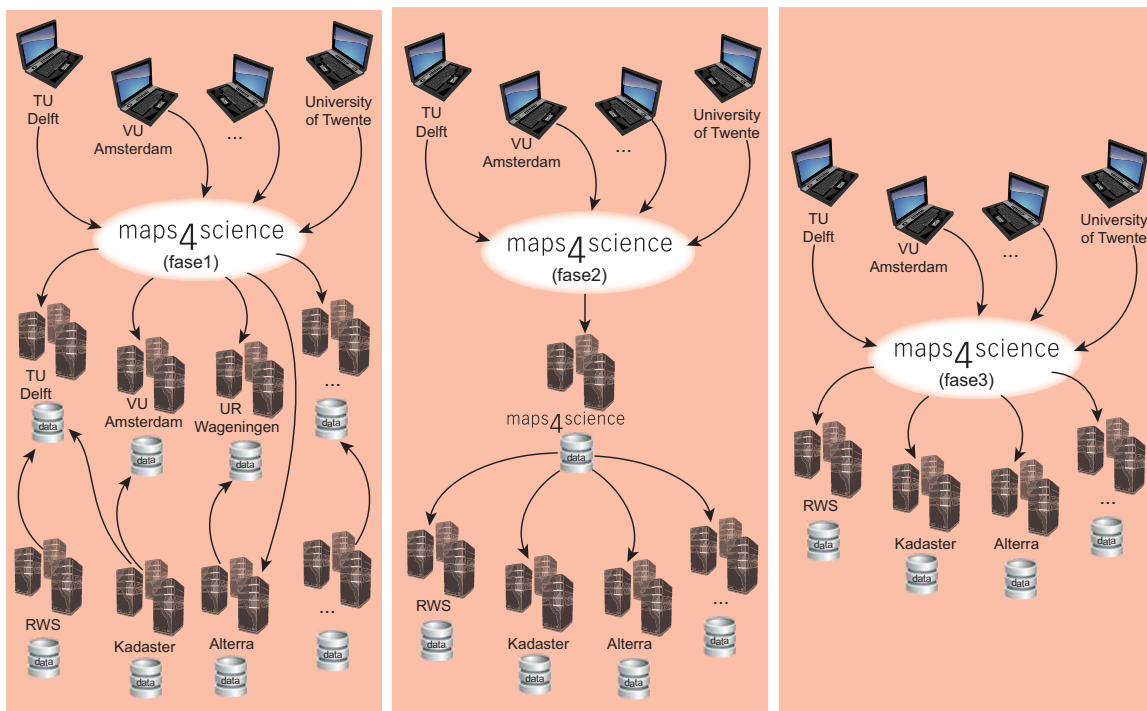 TU
Delft
VU
Amsterdam
...
University
of Twente
maps4science
(fase1)
TU
Delft
data
VU
Amsterdam
data
UR
Wageningen
data
...
data
RWS
data
Kadaster
data
Alterra
data
...
data
TU
Delft
VU
Amsterdam
...
University
of Twente
maps4science
(fase2)
maps4science
data
RWS
data
Kadaster
data
Alterra
data
...
data
TU
Delft
VU
Amsterdam
...
University
of Twente
maps4science
(fase3)
RWS
data
Kadaster
data
Alterra
data
...
data